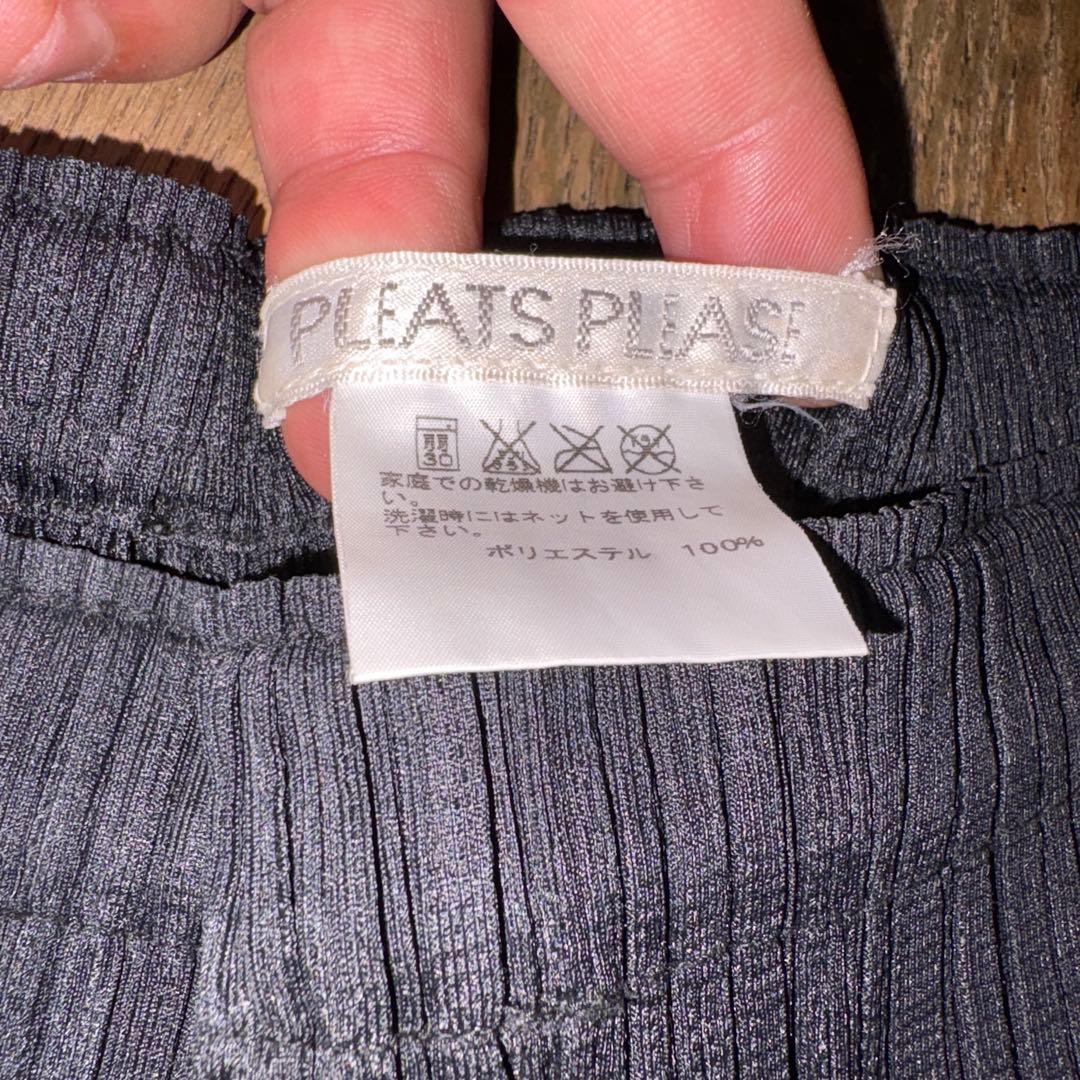 PLEATS PLEASE
弱
30
家庭での乾燥機はお避け下さ
い。
洗濯時にはネットを使用して
下さい。
ポリエステル 100%